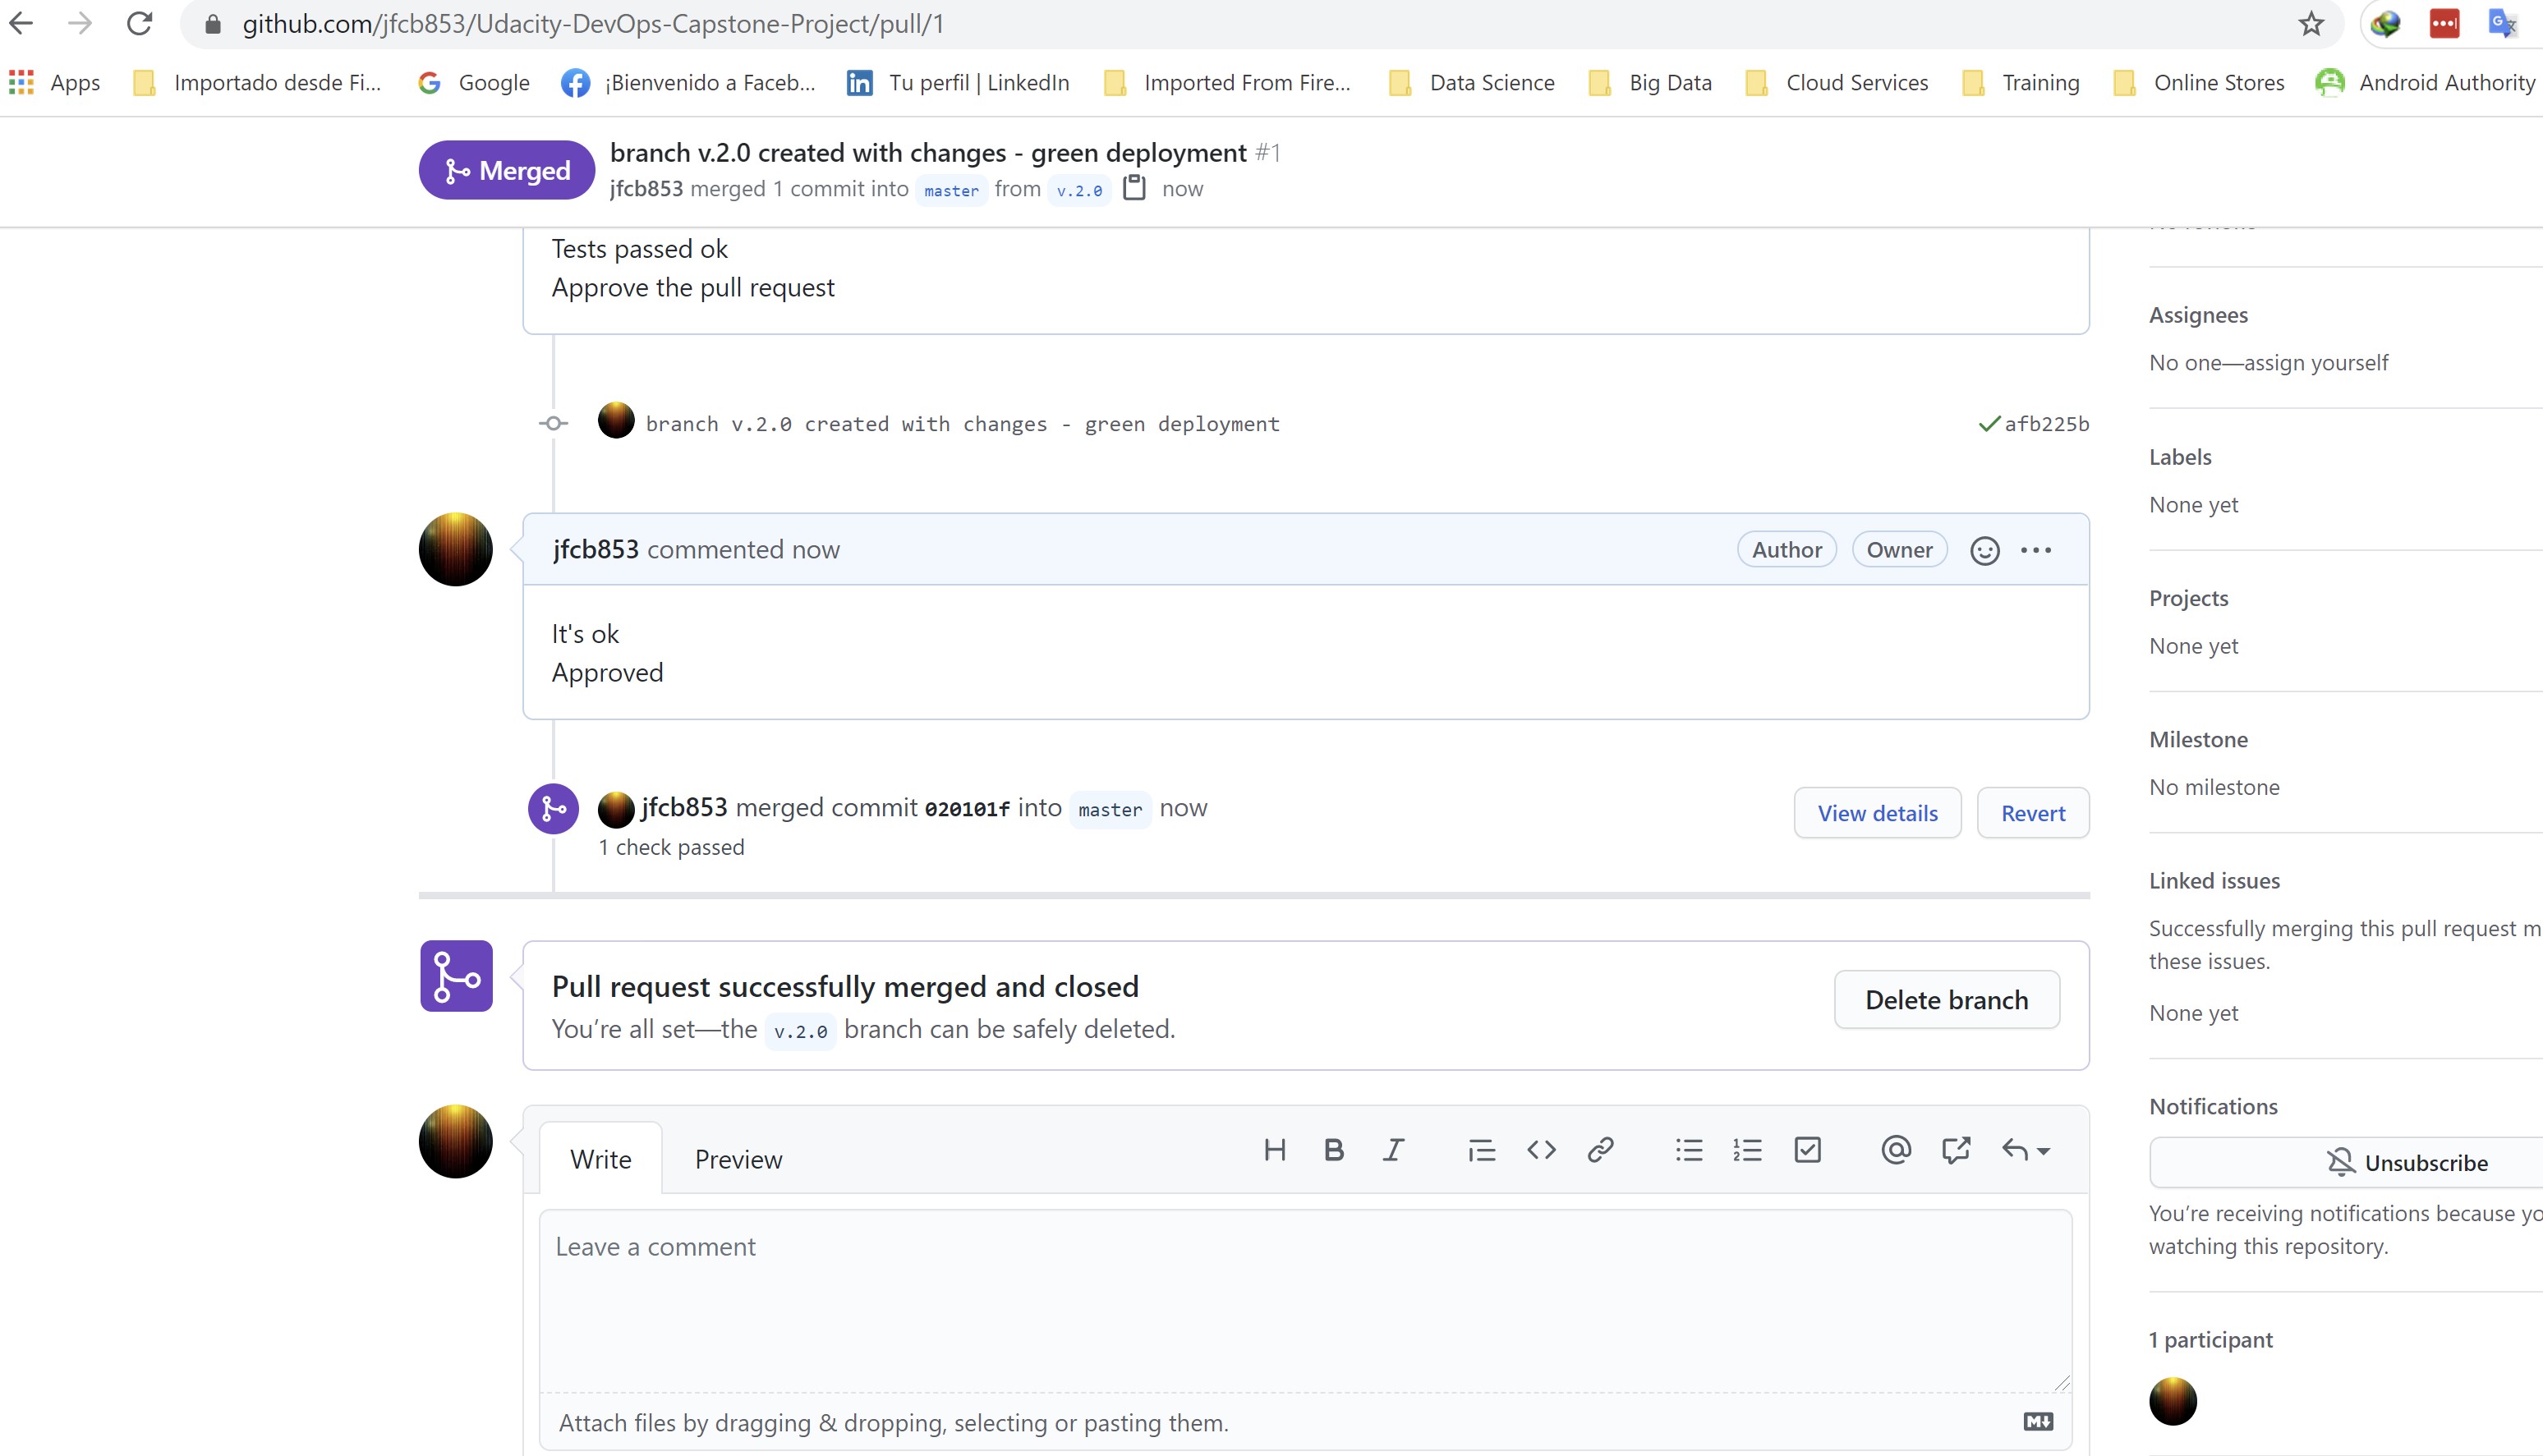 github.com/jfcb853/Udacity-DevOps-Capstone-Project/pull/1
Apps
Importado desde Fi...
Google
¡Bienvenido a Faceb...
Tu perfil | LinkedIn
Imported From Fire...
Data Science
Big Data
Cloud Services
Training
Online Stores
Android Authority
Merged
branch v.2.0 created with changes - green deployment #1
jfcb853 merged 1 commit into master from v.2.0 now
Tests passed ok
Approve the pull request
branch v.2.0 created with changes - green deployment
afb225b
jfcb853 commented now
Author
Owner
It's ok
Approved
jfcb853 merged commit 020101f into master now
1 check passed
View details
Revert
Pull request successfully merged and closed
You’re all set—the v.2.0 branch can be safely deleted.
Delete branch
Write
Preview
Leave a comment
Attach files by dragging & dropping, selecting or pasting them.
Assignees
No one—assign yourself
Labels
None yet
Projects
None yet
Milestone
No milestone
Linked issues
Successfully merging this pull request m
these issues.
None yet
Notifications
Unsubscribe
You’re receiving notifications because yo
watching this repository.
1 participant